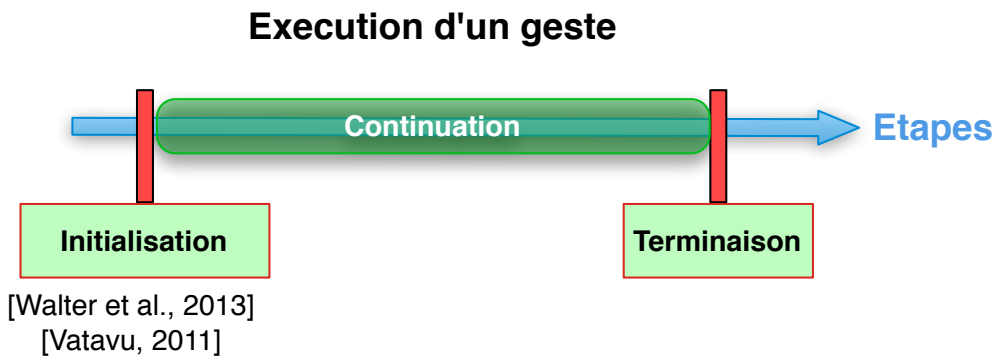 Execution d'un geste
Continuation
Etapes
Initialisation
Terminaison
[Walter et al., 2013]
[Vatavu, 2011]